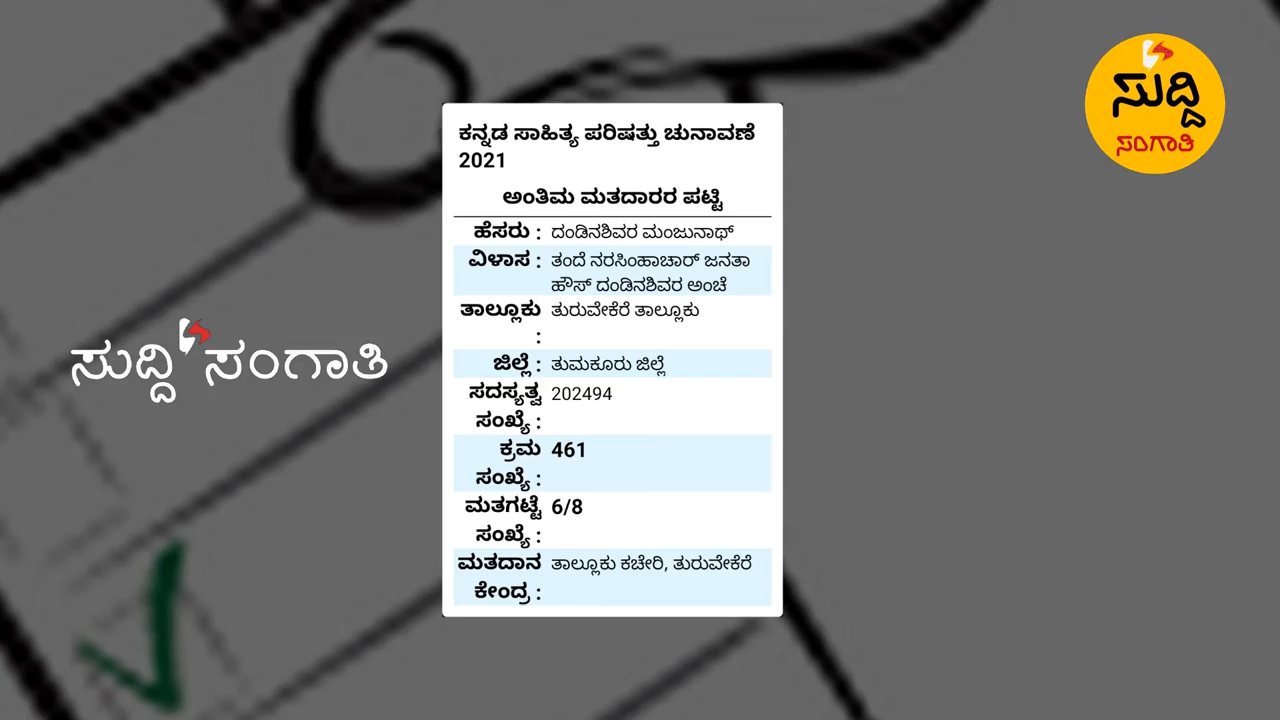 ಸುದ್ದಿ
ಸಂಗಾತಿ
ಕನ್ನಡ ಸಾಹಿತ್ಯ ಪರಿಷತ್ತು ಚುನಾವಣೆ
2021
ಅಂತಿಮ ಮತದಾರರ ಪಟ್ಟಿ
ಹೆಸರು : ದಂಡಿನಶಿವರ ಮಂಜುನಾಥ್
ವಿಳಾಸ : ತಂದೆ ನರಸಿಂಹಾಚಾರ್ ಜನತಾ
ಹೌಸ್ ದಂಡಿನಶಿವರ ಅಂಚೆ
ತಾಲ್ಲೂಕು ತುರುವೇಕೆರೆ ತಾಲ್ಲೂಕು
:
ಜಿಲ್ಲೆ : ತುಮಕೂರು ಜಿಲ್ಲೆ
ಸದಸ್ಯತ್ವ 202494
ಸಂಖ್ಯೆ :
ಕ್ರಮ 461
ಸಂಖ್ಯೆ :
ಮತಗಟ್ಟೆ 6/8
ಸಂಖ್ಯೆ :
ಮತದಾನ ತಾಲ್ಲೂಕು ಕಚೇರಿ, ತುರುವೇಕೆರೆ
ಕೇಂದ್ರ :
ಸುದ್ದಿ ಸಂಗಾತಿ